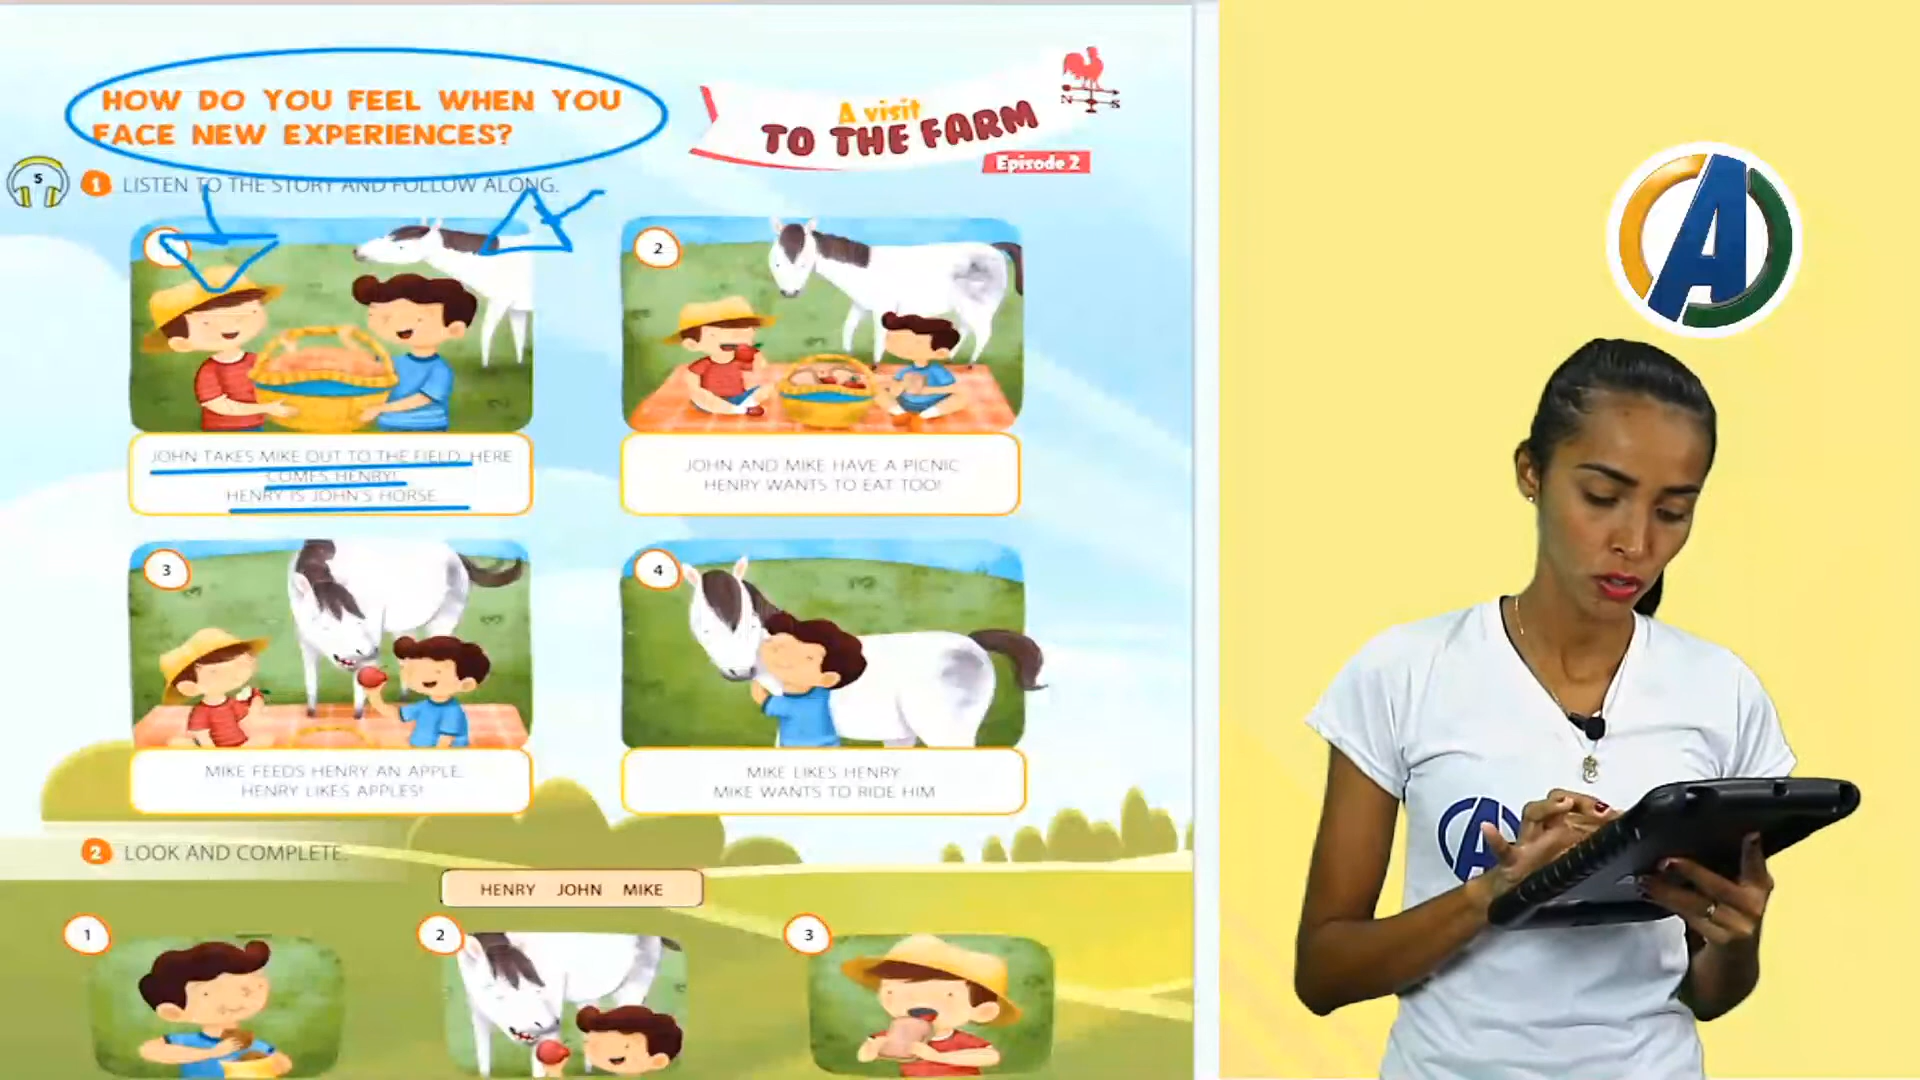 HOW DO YOU FEEL WHEN YOU
FACE NEW EXPERIENCES?
A visit
TO THE FARM
Episode 2
N S
5
1 LISTEN TO THE STORY AND FOLLOW ALONG.
2
JOHN TAKES MIKE OUT TO THE FIELD. HERE
COMES HENRY!
HENRY IS JOHN'S HORSE.
JOHN AND MIKE HAVE A PICNIC.
HENRY WANTS TO EAT TOO!
3
4
MIKE FEEDS HENRY AN APPLE.
HENRY LIKES APPLES!
MIKE LIKES HENRY.
MIKE WANTS TO RIDE HIM.
2 LOOK AND COMPLETE.
HENRY JOHN MIKE
1
2
3
A
A